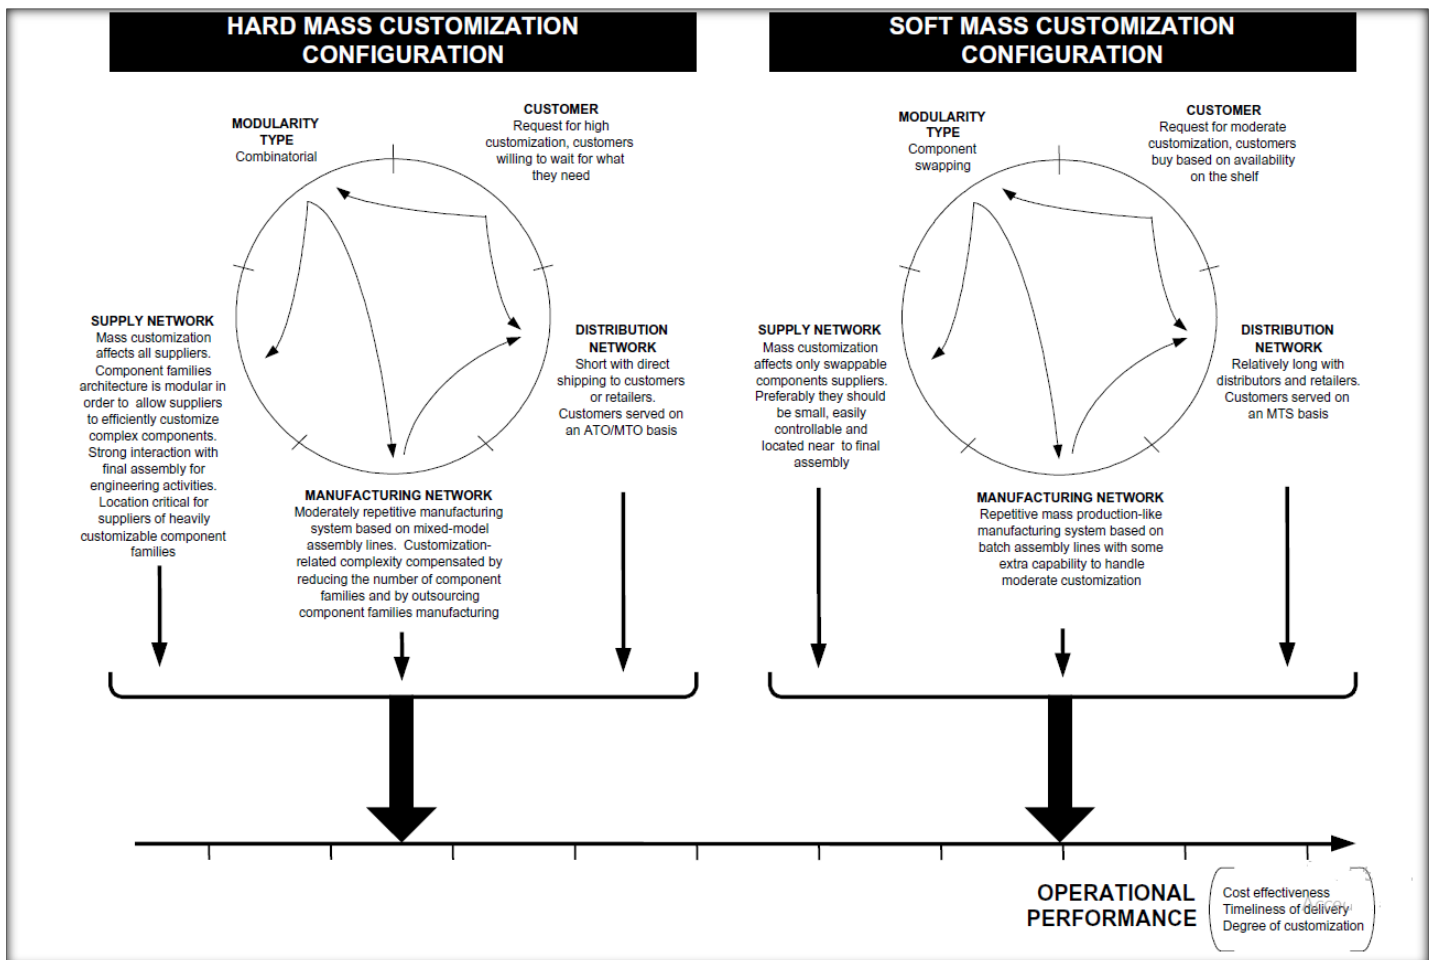 HARD MASS CUSTOMIZATION
CONFIGURATION
MODULARITY
TYPE
Combinatorial
CUSTOMER
Request for high
customization, customers
willing to wait for what
they need
SUPPLY NETWORK
Mass customization
affects all suppliers.
Component families
architecture is modular in
order to allow suppliers
to efficiently customize
complex components.
Strong interaction with
final assembly for
engineering activities.
Location critical for
suppliers of heavily
customizable component
families
DISTRIBUTION
NETWORK
Short with direct
shipping to customers
or retailers.
Customers served on
an ATO/MTO basis
MANUFACTURING NETWORK
Moderately repetitive manufacturing
system based on mixed-model
assembly lines. Customization-
related complexity compensated by
reducing the number of component
families and by outsourcing
component families manufacturing
SOFT MASS CUSTOMIZATION
CONFIGURATION
MODULARITY
TYPE
Component
swapping
CUSTOMER
Request for moderate
customization, customers
buy based on availability
on the shelf
SUPPLY NETWORK
Mass customization
affects only swappable
components suppliers.
Preferably they should
be small, easily
controllable and
located near to final
assembly
DISTRIBUTION
NETWORK
Relatively long with
distributors and retailers.
Customers served on
an MTS basis
MANUFACTURING NETWORK
Repetitive mass production-like
manufacturing system based on
batch assembly lines with some
extra capability to handle
moderate customization
OPERATIONAL
PERFORMANCE
Cost effectiveness
Timeliness of delivery
Degree of customization